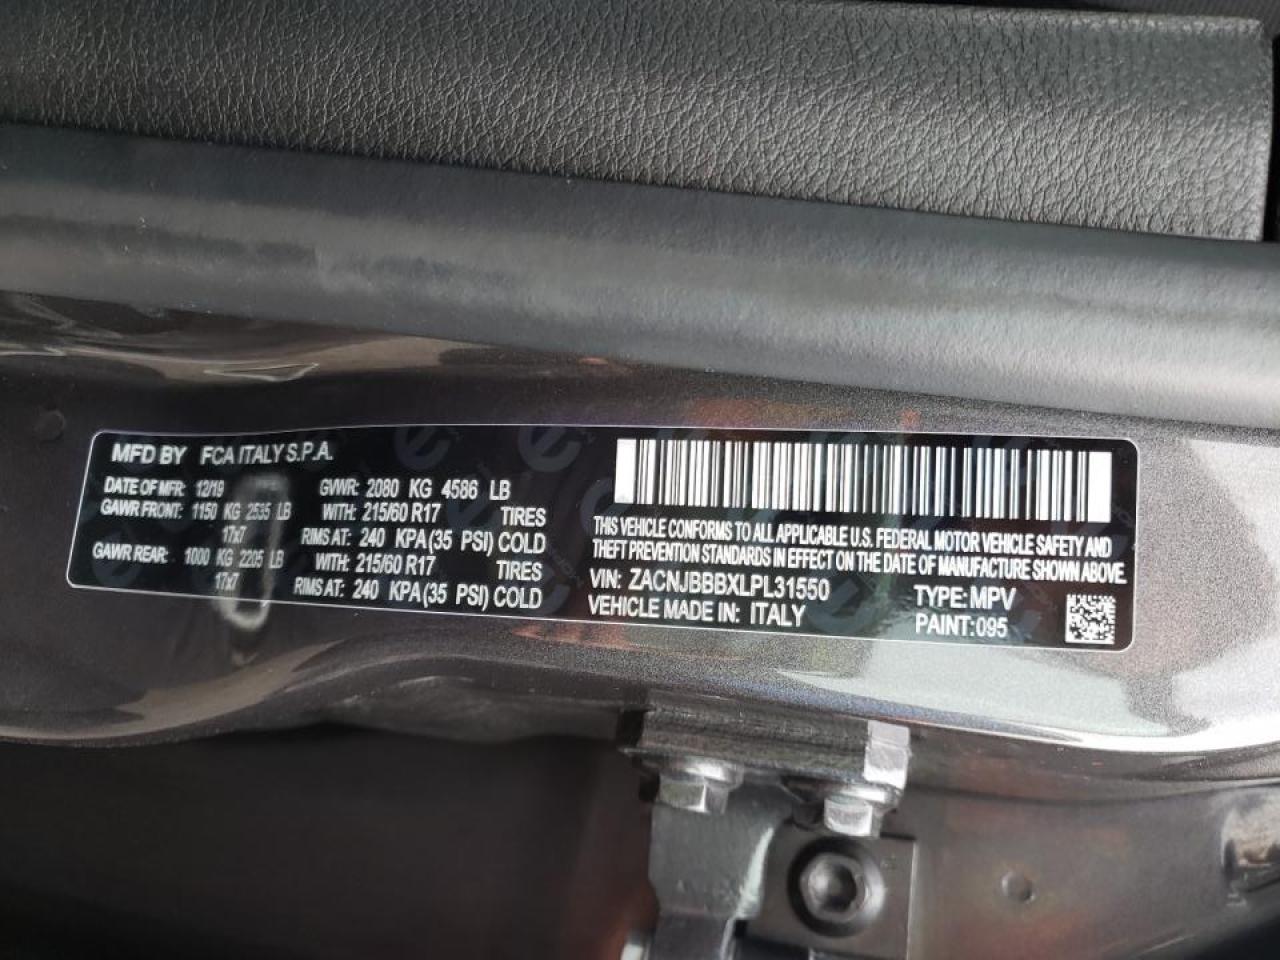 MFD BY FCA ITALY S.P.A.
DATE OF MFR: 12/19 GVWR: 2080 KG 4586 LB
GAWR FRONT: 1150 KG 2535 LB WITH: 215/60 R17 TIRES
17x7 RIMS AT: 240 KPA(35 PSI) COLD
GAWR REAR: 1000 KG 2205 LB WITH: 215/60 R17 TIRES
17x7 RIMS AT: 240 KPA(35 PSI) COLD
THIS VEHICLE CONFORMS TO ALL APPLICABLE U.S. FEDERAL MOTOR VEHICLE SAFETY AND
THEFT PREVENTION STANDARDS IN EFFECT ON THE DATE OF MANUFACTURE SHOWN ABOVE.
VIN: ZACNJBBBXLPL31550 TYPE: MPV
VEHICLE MADE IN: ITALY PAINT: 095